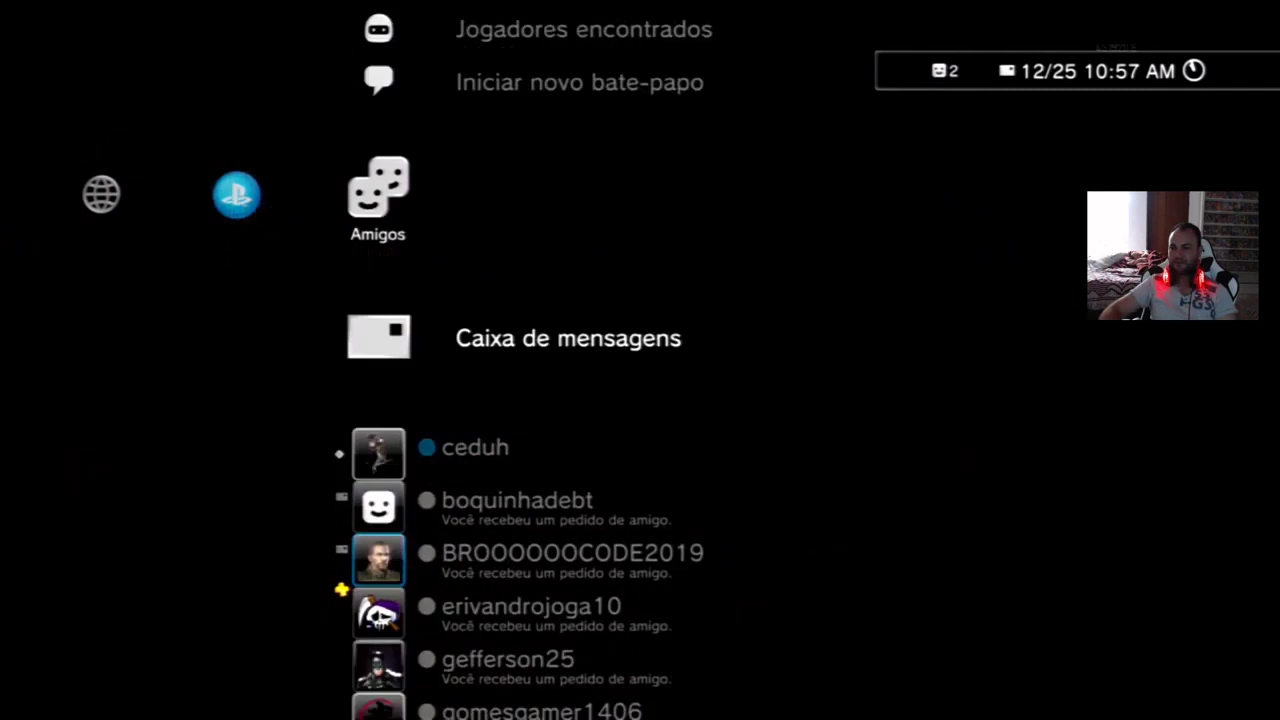 Jogadores encontrados
Iniciar novo bate-papo
2 12/25 10:57 AM
Amigos
Caixa de mensagens
ceduh
boquinhadebt
Você recebeu um pedido de amigo.
BROOOOOOCODE2019
Você recebeu um pedido de amigo.
erivandrojoga10
Você recebeu um pedido de amigo.
gefferson25
Você recebeu um pedido de amigo.
gomesgamer1406